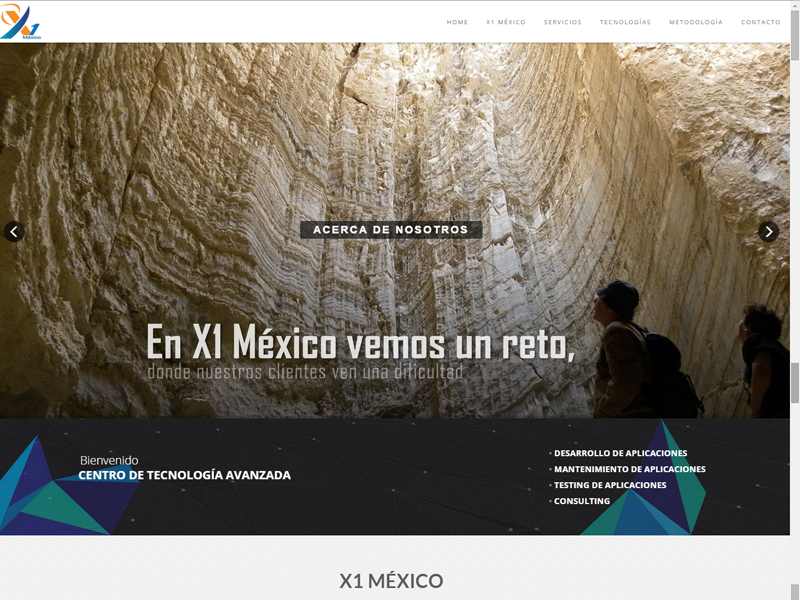 X1
MÉXICO
HOME X1 MÉXICO SERVICIOS TECNOLOGÍAS METODOLOGÍA CONTACTO
ACERCA DE NOSOTROS
En X1 México vemos un reto,
donde nuestros clientes ven una dificultad
Bienvenido
CENTRO DE TECNOLOGÍA AVANZADA
DESARROLLO DE APLICACIONES
MANTENIMIENTO DE APLICACIONES
TESTING DE APLICACIONES
CONSULTING
X1 MÉXICO